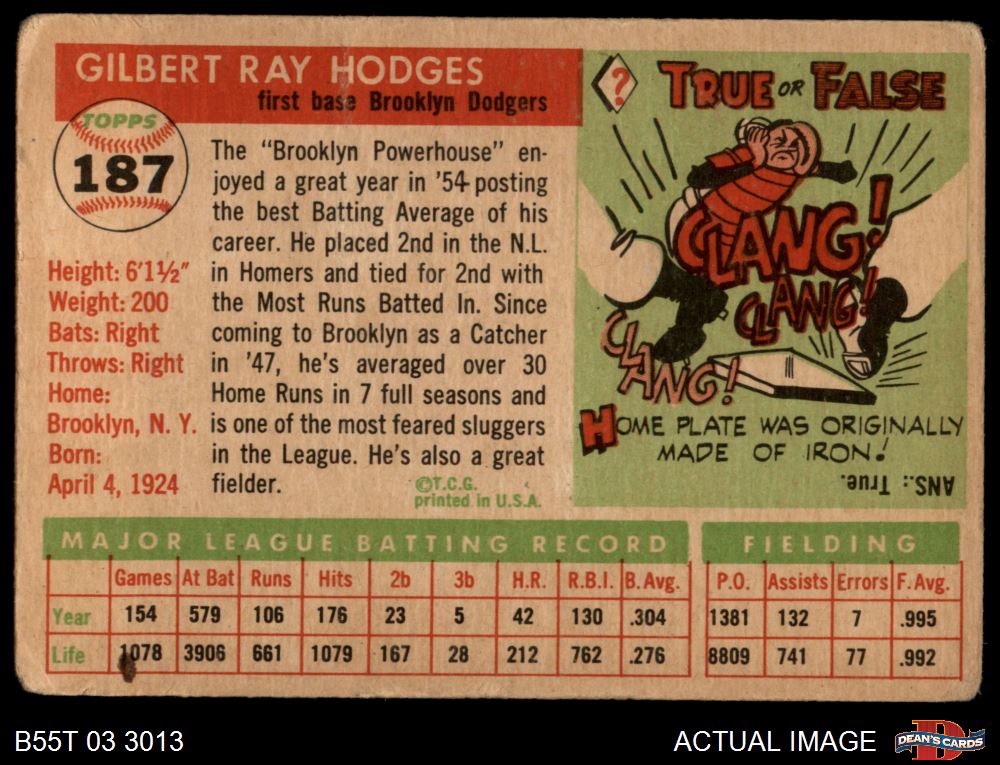 GILBERT RAY HODGES
first base Brooklyn Dodgers
TOPPS
187
Height: 6'1½"
Weight: 200
Bats: Right
Throws: Right
Home:
Brooklyn, N. Y.
Born:
April 4, 1924
The "Brooklyn Powerhouse" en-
joyed a great year in '54 posting
the best Batting Average of his
career. He placed 2nd in the N.L.
in Homers and tied for 2nd with
the Most Runs Batted In. Since
coming to Brooklyn as a Catcher
in '47, he's averaged over 30
Home Runs in 7 full seasons and
is one of the most feared sluggers
in the League. He's also a great
fielder.
©T.C.G.
printed in U.S.A.
?
TRUE OR FALSE
CLANG!
CLANG!
CLANG!
HOME PLATE WAS ORIGINALLY
MADE OF IRON!
ANS.: True.
MAJOR LEAGUE BATTING RECORD
Games At Bat Runs Hits 2b 3b H.R. R.B.I. B. Avg.
Year 154 579 106 176 23 5 42 130 .304
Life 1078 3906 661 1079 167 28 212 762 .276
FIELDING
P.O. Assists Errors F. Avg.
1381 132 7 .995
8809 741 77 .992
B55T 03 3013
ACTUAL IMAGE
D
DEAN'S CARDS